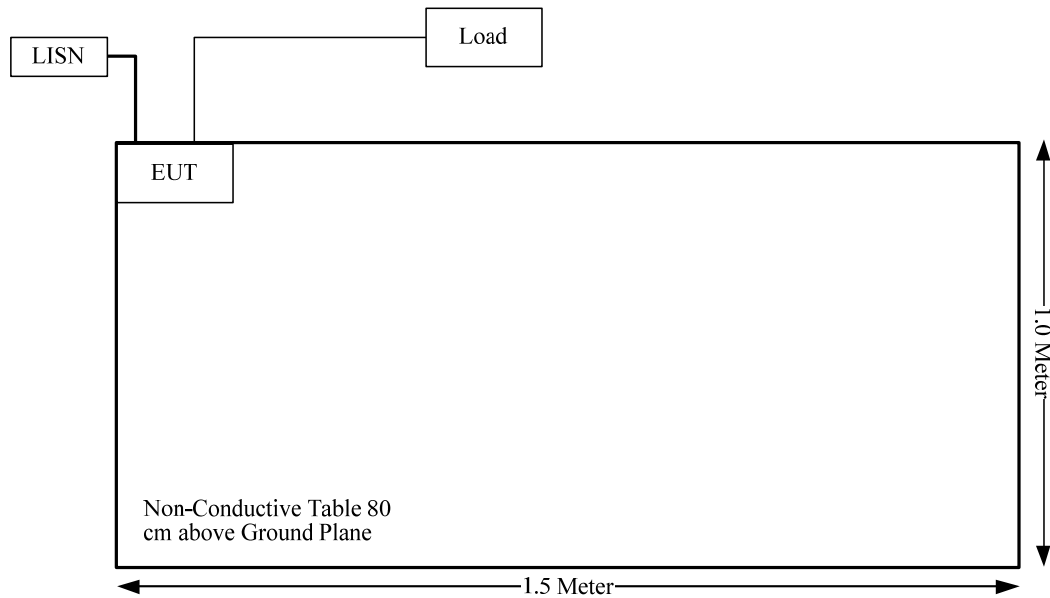 LISN
Load
EUT
1.0 Meter
Non-Conductive Table 80
cm above Ground Plane
1.5 Meter